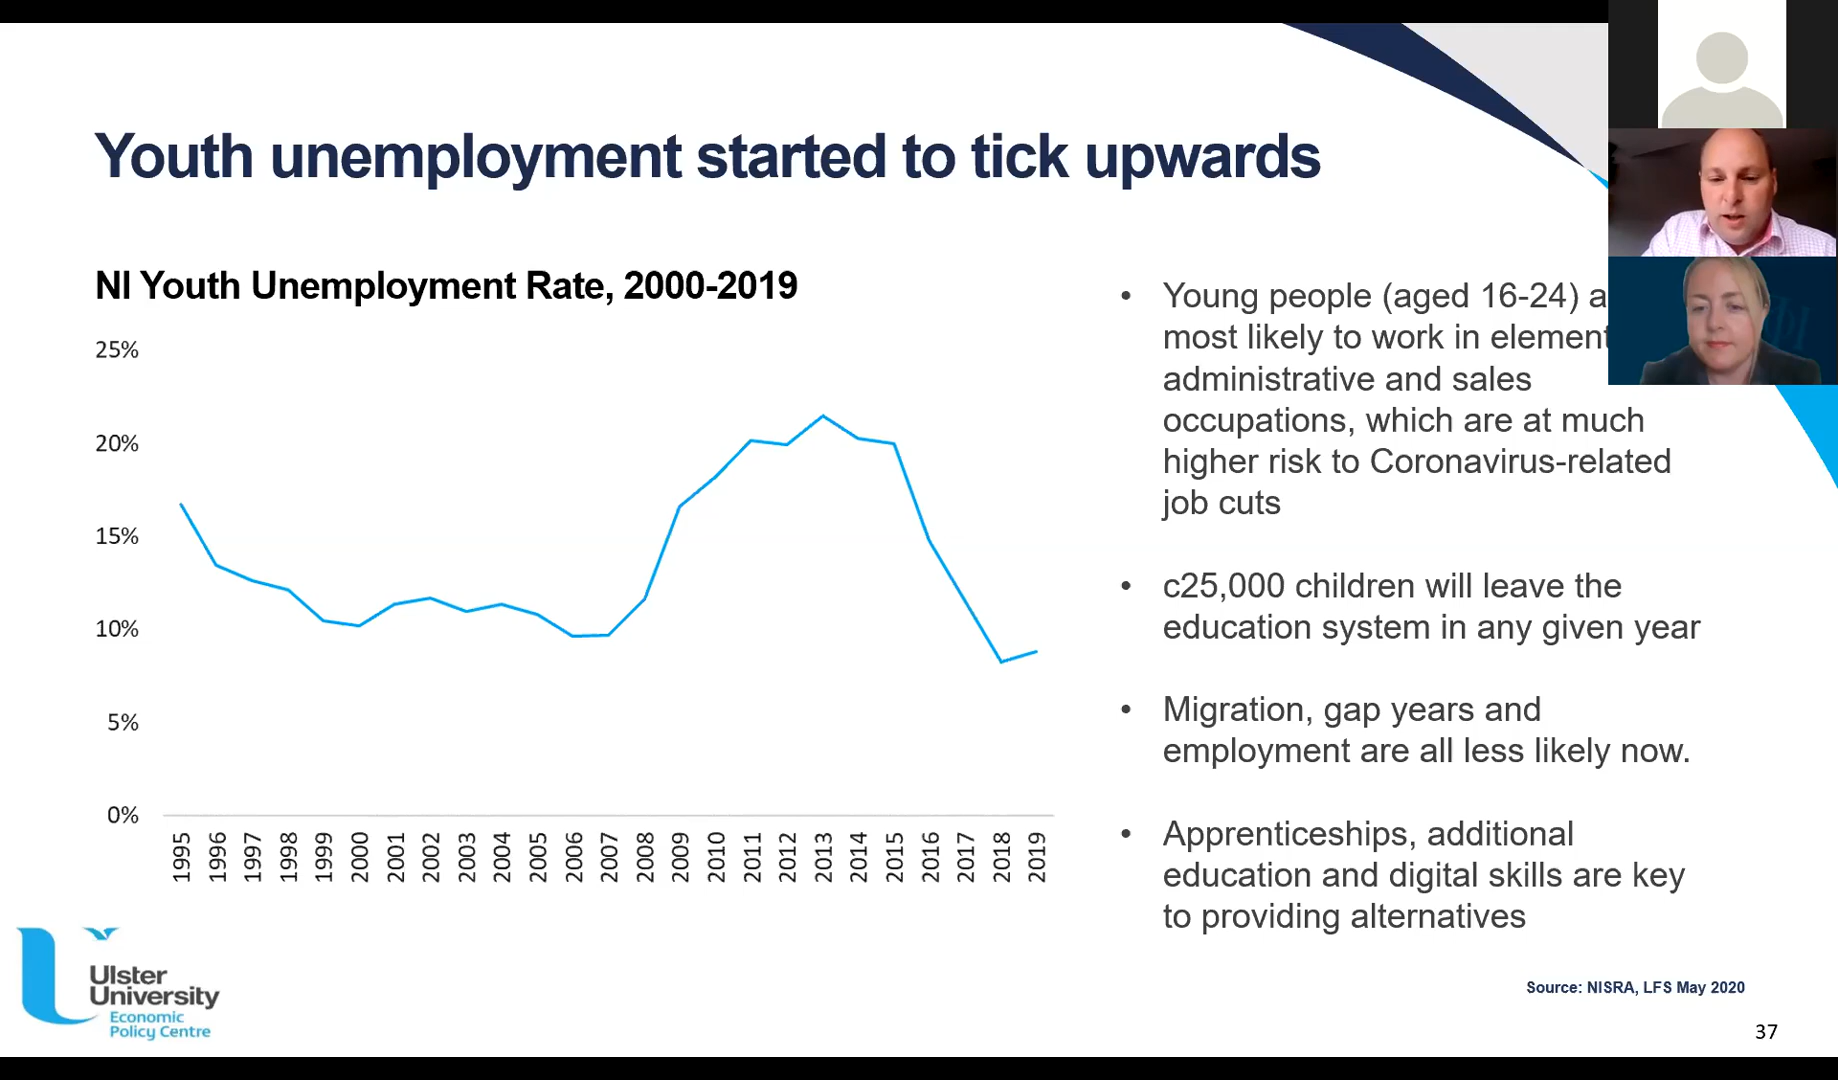 Youth unemployment started to tick upwards
NI Youth Unemployment Rate, 2000-2019
25%
20%
15%
10%
5%
0%
1995 1996 1997 1998 1999 2000 2001 2002 2003 2004 2005 2006 2007 2008 2009 2010 2011 2012 2013 2014 2015 2016 2017 2018 2019
• Young people (aged 16-24)
most likely to work in
administrative and sales
occupations, which are at much
higher risk to Coronavirus-related
job cuts
• c25,000 children will leave the
education system in any given year
• Migration, gap years and
employment are all less likely now.
• Apprenticeships, additional
education and digital skills are key
to providing alternatives
Ulster
University
Economic
Policy Centre
Source: NISRA, LFS May 2020
37